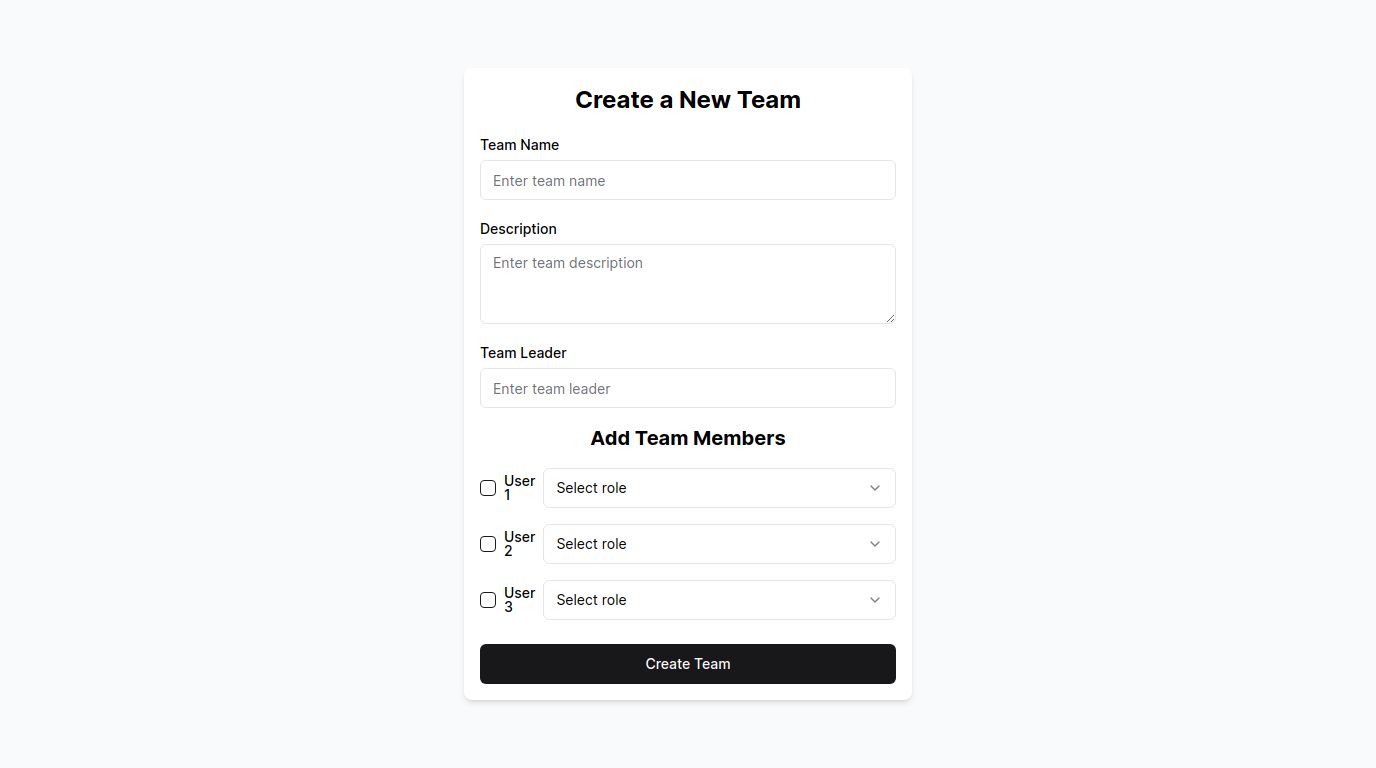 Create a New Team
Team Name
Enter team name
Description
Enter team description
Team Leader
Enter team leader
Add Team Members
User
1
Select role
User
2
Select role
User
3
Select role
Create Team